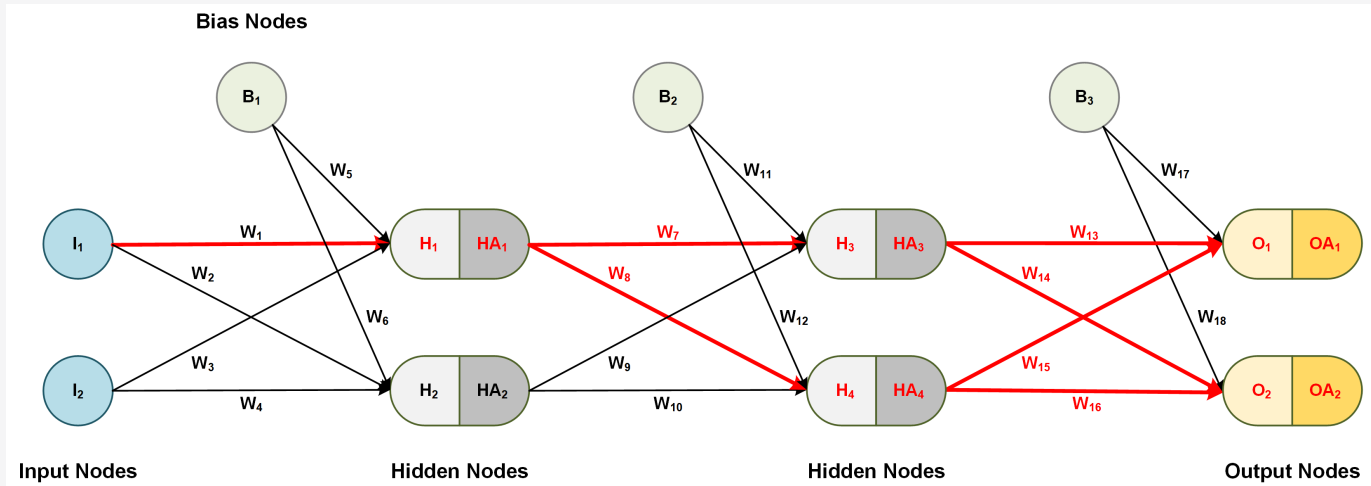 Bias Nodes
B₁
B₂
B₃
W₅
W₁₁
W₁₇
I₁
W₁
H₁ HA₁
W₇
H₃ HA₃
W₁₃
O₁ OA₁
W₂
W₈
W₁₄
W₆
W₁₂
W₁₈
W₃
W₉
W₁₅
I₂
W₄
H₂ HA₂
W₁₀
H₄ HA₄
W₁₆
O₂ OA₂
Input Nodes
Hidden Nodes
Hidden Nodes
Output Nodes